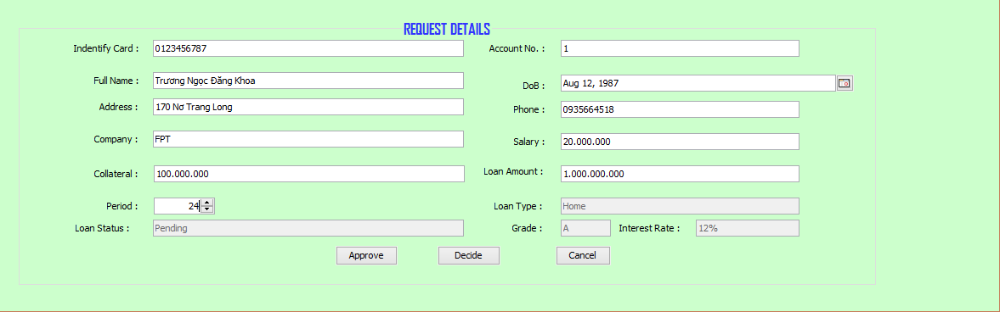 REQUEST DETAILS
Indentify Card : 0123456787 Account No. : 1
Full Name : Trương Ngọc Đăng Khoa DoB : Aug 12, 1987
Address : 170 Nơ Trang Long Phone : 0935664518
Company : FPT Salary : 20.000.000
Collateral : 100.000.000 Loan Amount : 1.000.000.000
Period : 24 Loan Type : Home
Loan Status : Pending Grade : A Interest Rate : 12%
Approve Decide Cancel